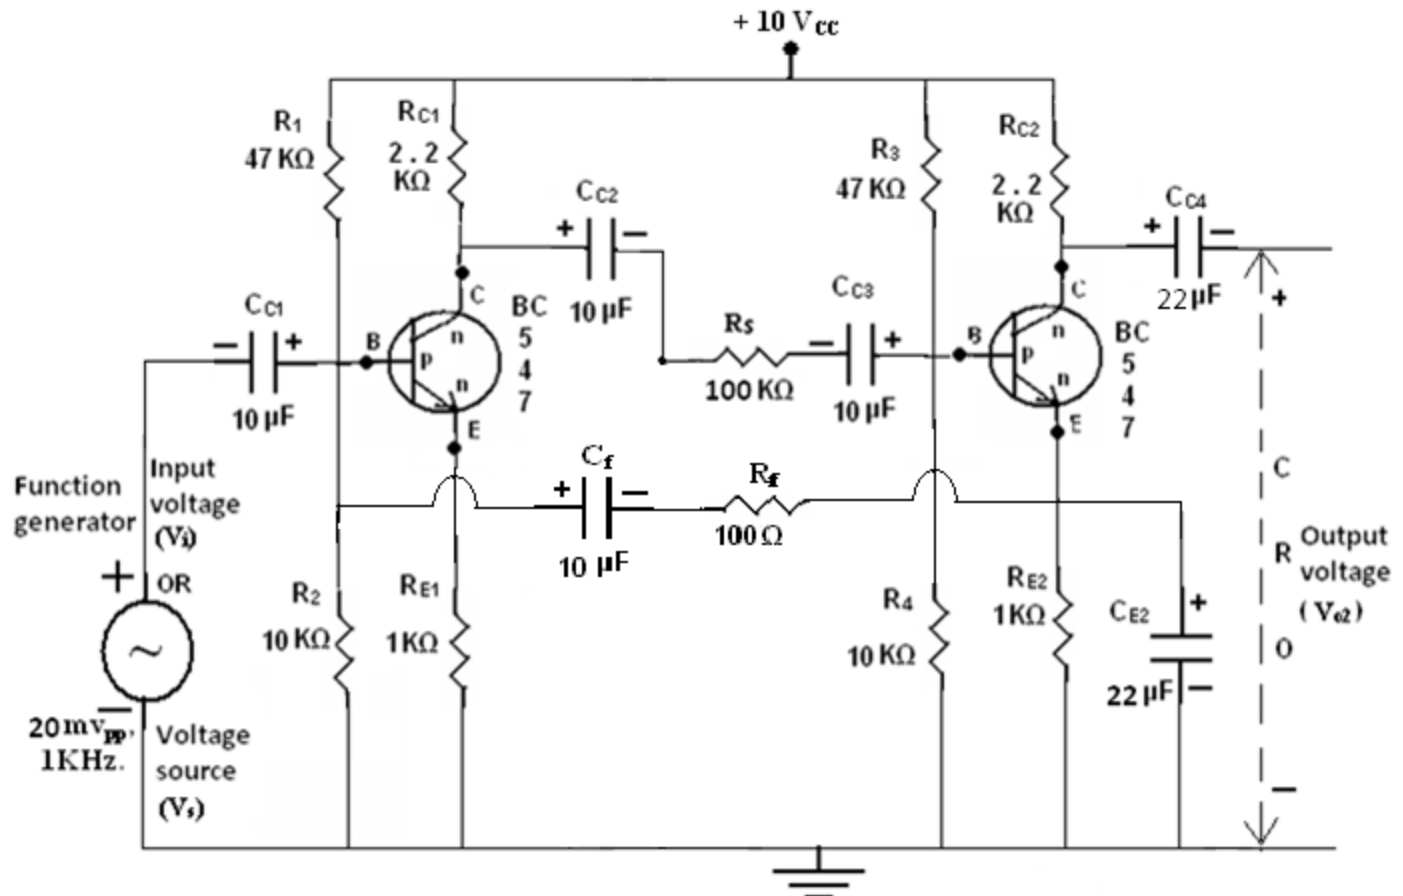 + 10 VCC
R1
47 KΩ
RC1
2.2
KΩ
CC2
+ −
10 µF
R3
47 KΩ
RC2
2.2
KΩ
CC4
+ −
22 µF
CC1
− +
10 µF
B
C
n
p
n
E
BC
5
4
7
RS
100 KΩ
CC3
− +
10 µF
B
C
n
p
n
E
BC
5
4
7
+
C
R
O
−
Output
voltage
( Vo2 )
Function
generator
Input
voltage
(Vi)
+
OR
~
−
20 mvpp,
1KHz.
Voltage
source
(Vs)
Cf
+ −
10 µF
Rf
100 Ω
R2
10 KΩ
RE1
1KΩ
R4
10 KΩ
RE2
1KΩ
CE2
+
22 µF
−